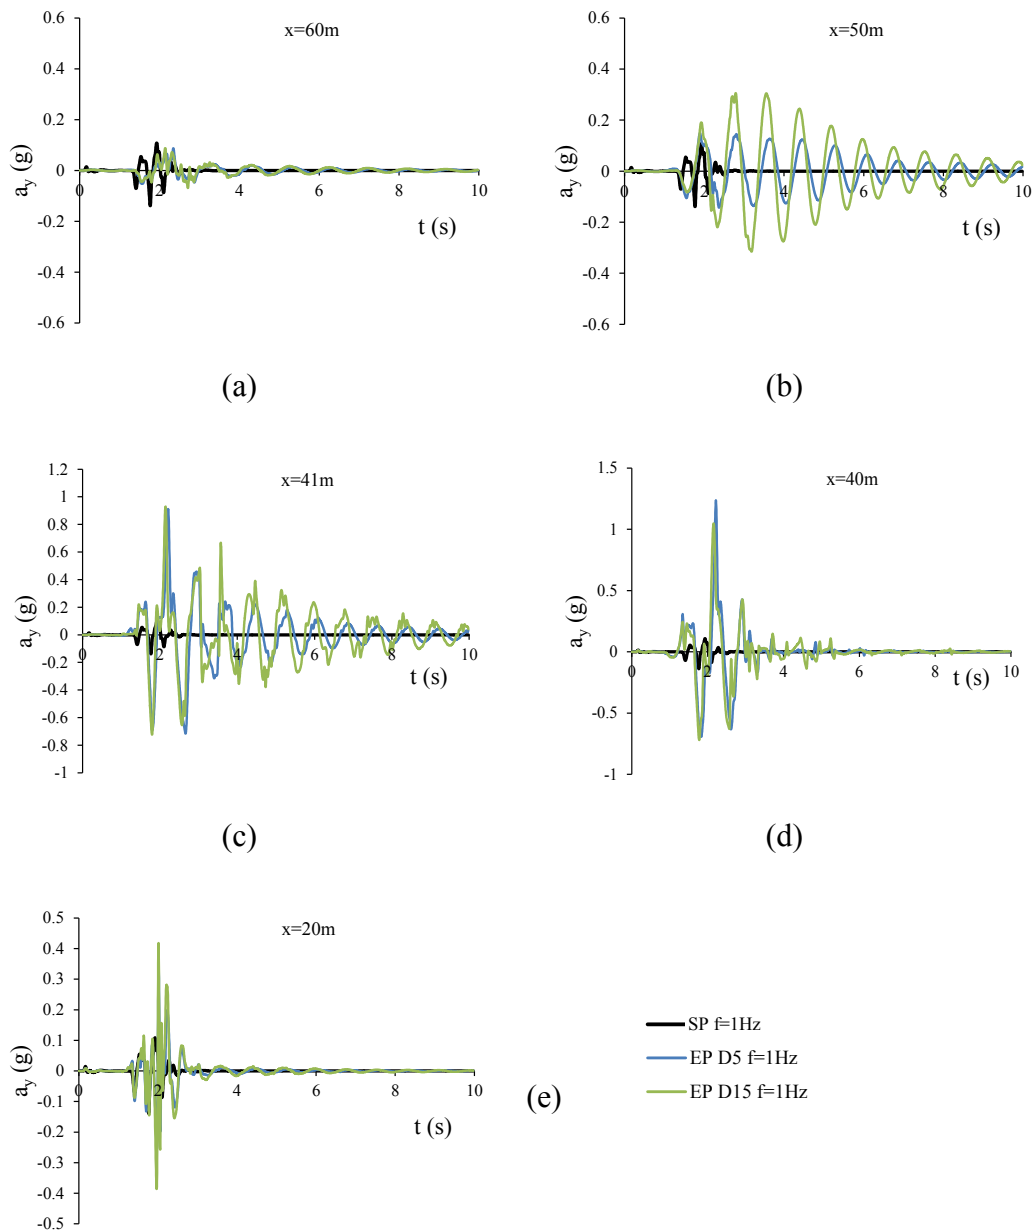 x=60m
a_y (g)
0.6
0.4
0.2
0
-0.2
-0.4
-0.6
0 2 4 6 8 10
t (s)
(a)
x=50m
a_y (g)
0.6
0.4
0.2
0
-0.2
-0.4
-0.6
0 2 4 6 8 10
t (s)
(b)
x=41m
a_y (g)
1.2
1
0.8
0.6
0.4
0.2
0
-0.2
-0.4
-0.6
-0.8
-1
0 2 4 6 8 10
t (s)
(c)
x=40m
a_y (g)
1.5
1
0.5
0
-0.5
-1
0 2 4 6 8 10
t (s)
(d)
x=20m
a_y (g)
0.5
0.4
0.3
0.2
0.1
0
-0.1
-0.2
-0.3
-0.4
-0.5
0 2 4 6 8 10
t (s)
(e)
SP f=1Hz
EP D5 f=1Hz
EP D15 f=1Hz